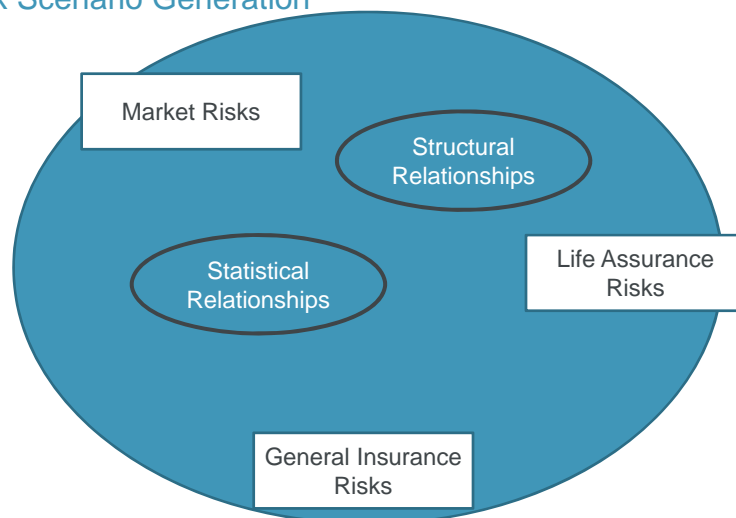 Scenario Generation
Market Risks
Structural
Relationships
Statistical
Relationships
Life Assurance
Risks
General Insurance
Risks